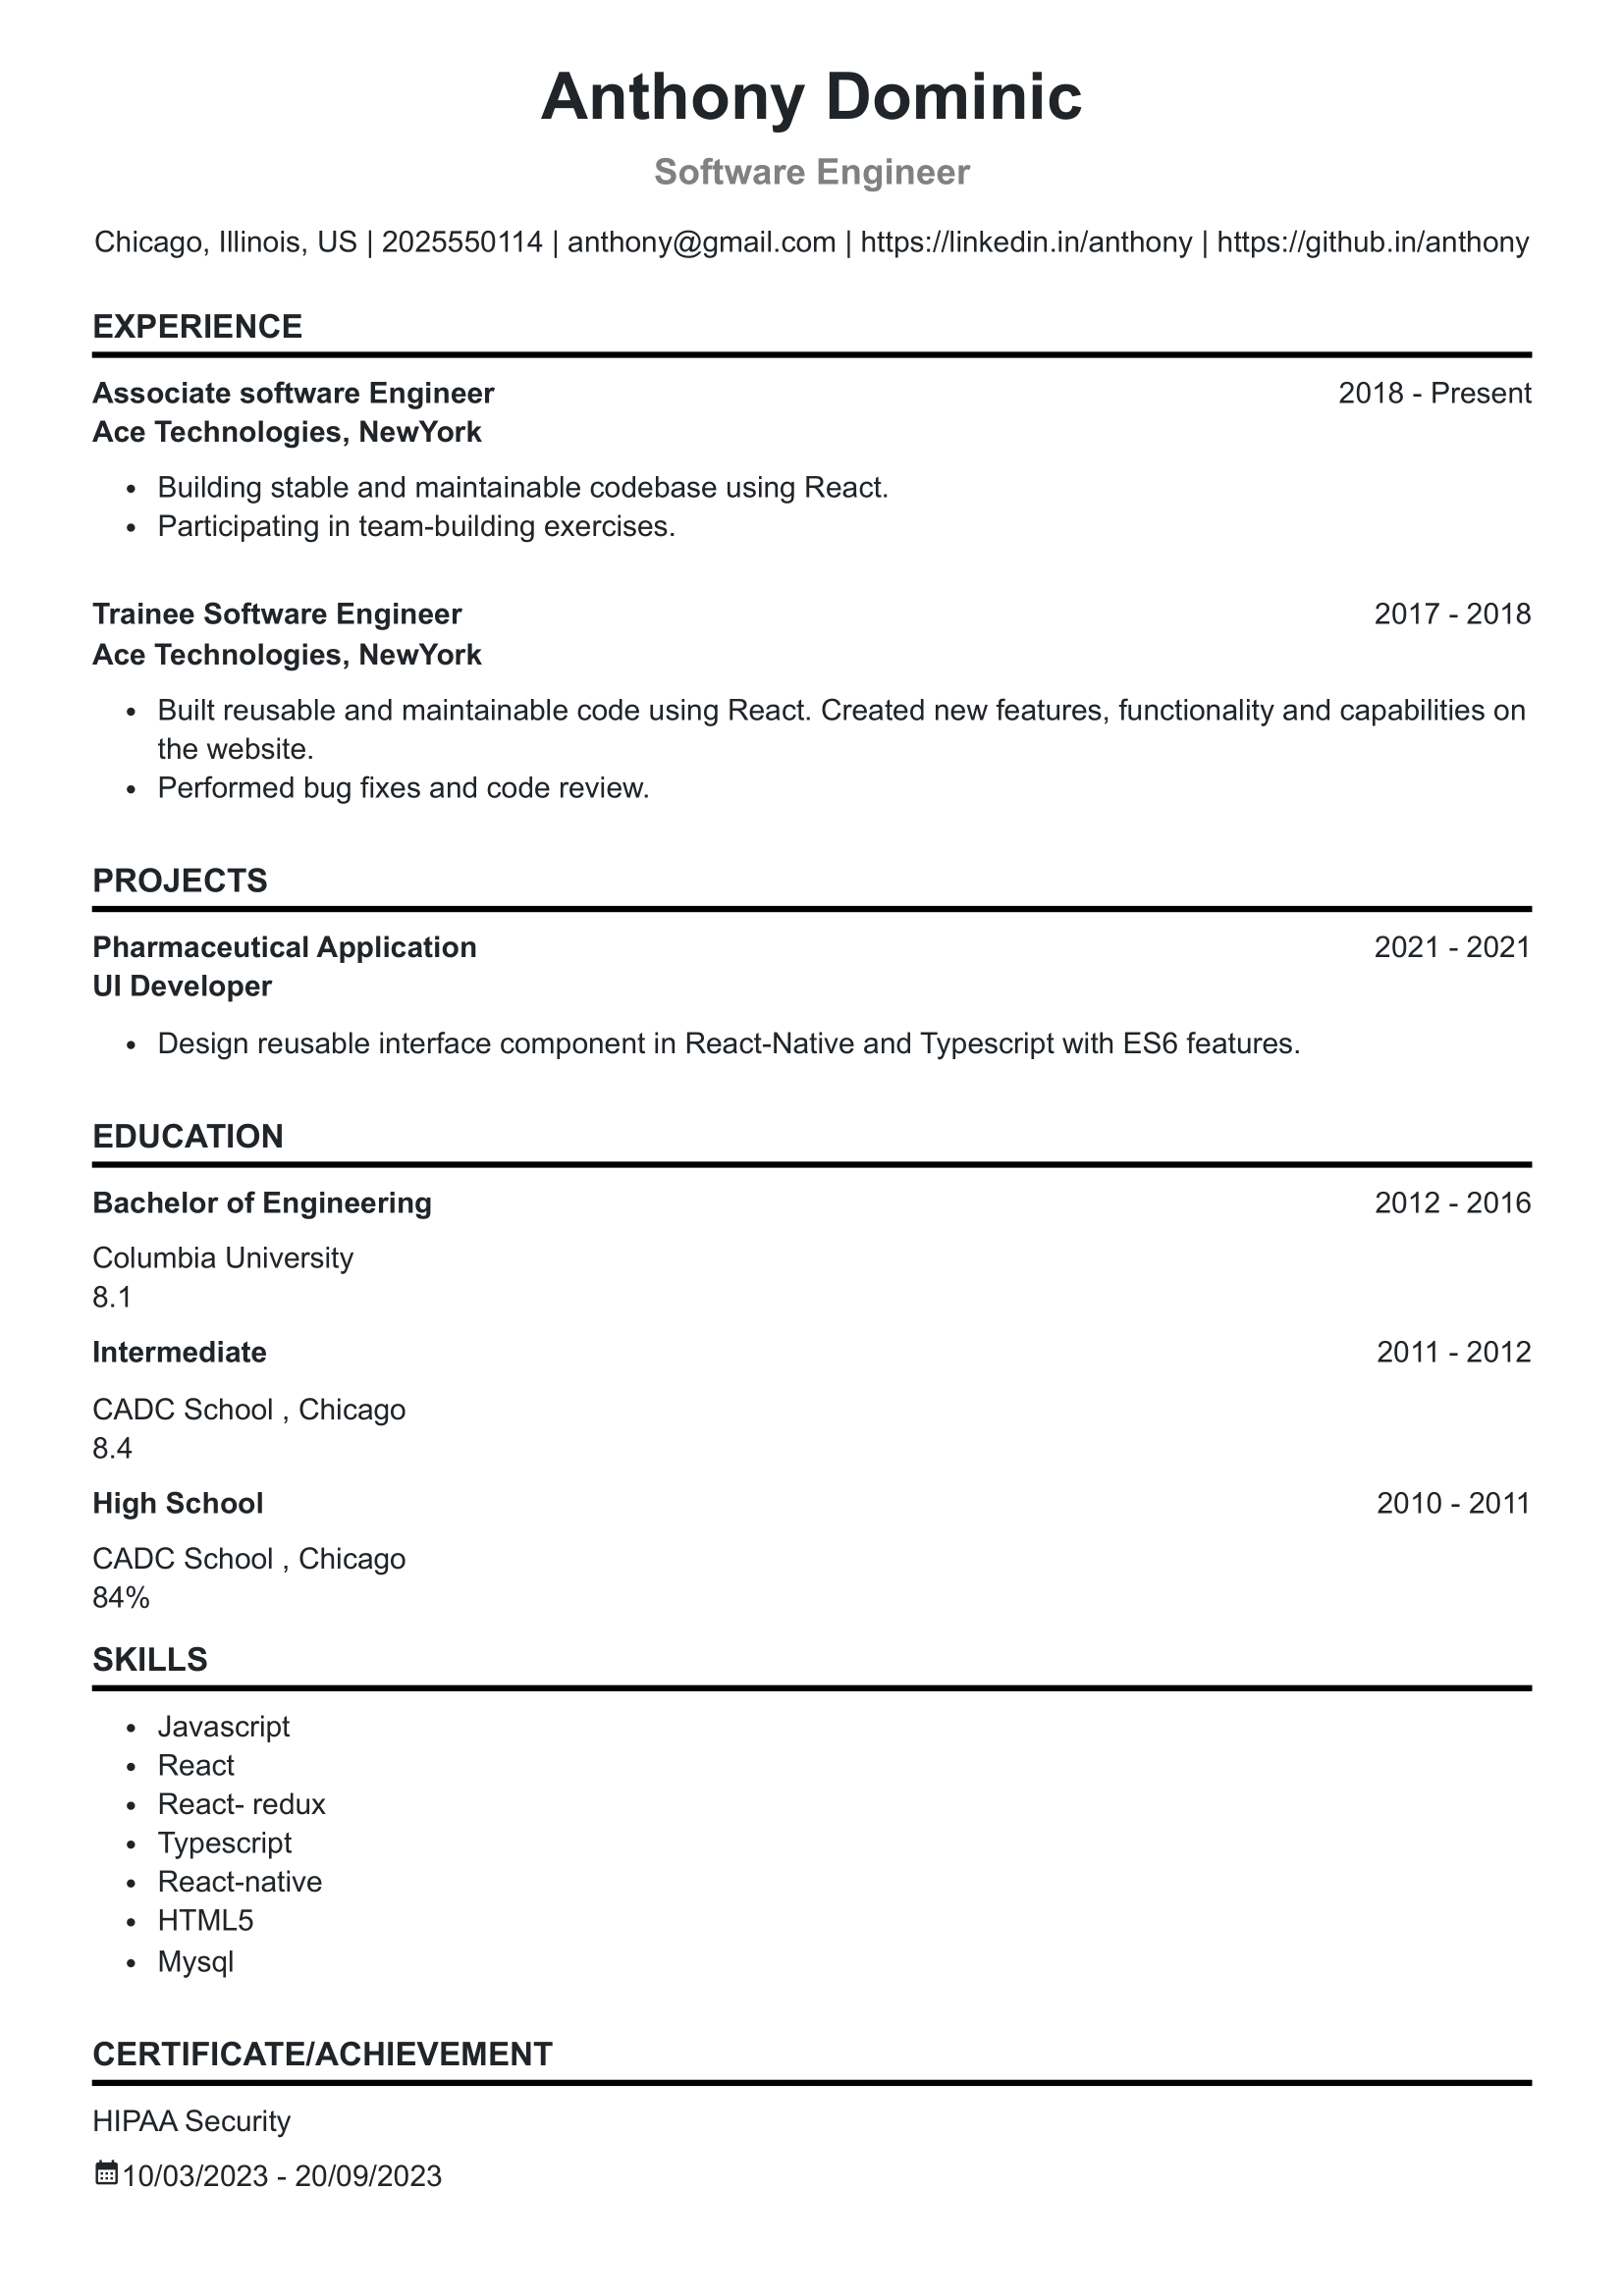 Anthony Dominic
Software Engineer
Chicago, Illinois, US | 2025550114 | anthony@gmail.com | https://linkedin.in/anthony | https://github.in/anthony
EXPERIENCE
Associate software Engineer 2018 - Present
Ace Technologies, NewYork
• Building stable and maintainable codebase using React.
• Participating in team-building exercises.
Trainee Software Engineer 2017 - 2018
Ace Technologies, NewYork
• Built reusable and maintainable code using React. Created new features, functionality and capabilities on
the website.
• Performed bug fixes and code review.
PROJECTS
Pharmaceutical Application 2021 - 2021
UI Developer
• Design reusable interface component in React-Native and Typescript with ES6 features.
EDUCATION
Bachelor of Engineering 2012 - 2016
Columbia University
8.1
Intermediate 2011 - 2012
CADC School , Chicago
8.4
High School 2010 - 2011
CADC School , Chicago
84%
SKILLS
• Javascript
• React
• React- redux
• Typescript
• React-native
• HTML5
• Mysql
CERTIFICATE/ACHIEVEMENT
HIPAA Security
10/03/2023 - 20/09/2023